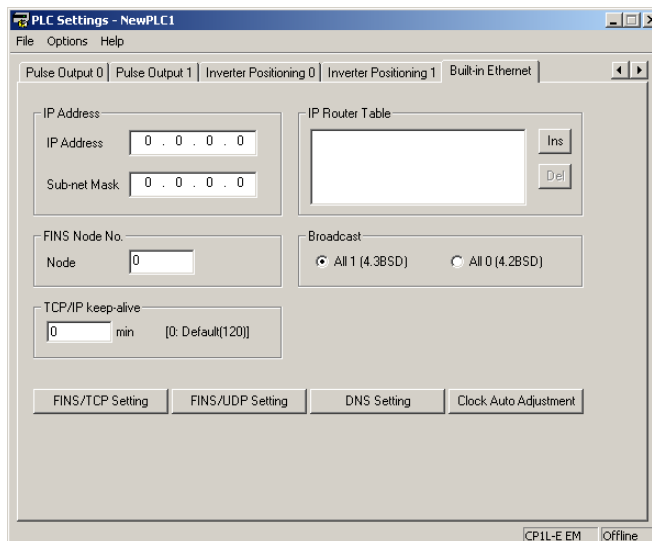 PLC Settings - NewPLC1
File Options Help
Pulse Output 0 Pulse Output 1 Inverter Positioning 0 Inverter Positioning 1 Built-in Ethernet
IP Address
IP Address 0 . 0 . 0 . 0
Sub-net Mask 0 . 0 . 0 . 0
IP Router Table
Ins
Del
FINS Node No.
Node 0
Broadcast
All 1 (4.3BSD) All 0 (4.2BSD)
TCP/IP keep-alive
0 min [0: Default(120)]
FINS/TCP Setting FINS/UDP Setting DNS Setting Clock Auto Adjustment
CP1L-E EM Offline